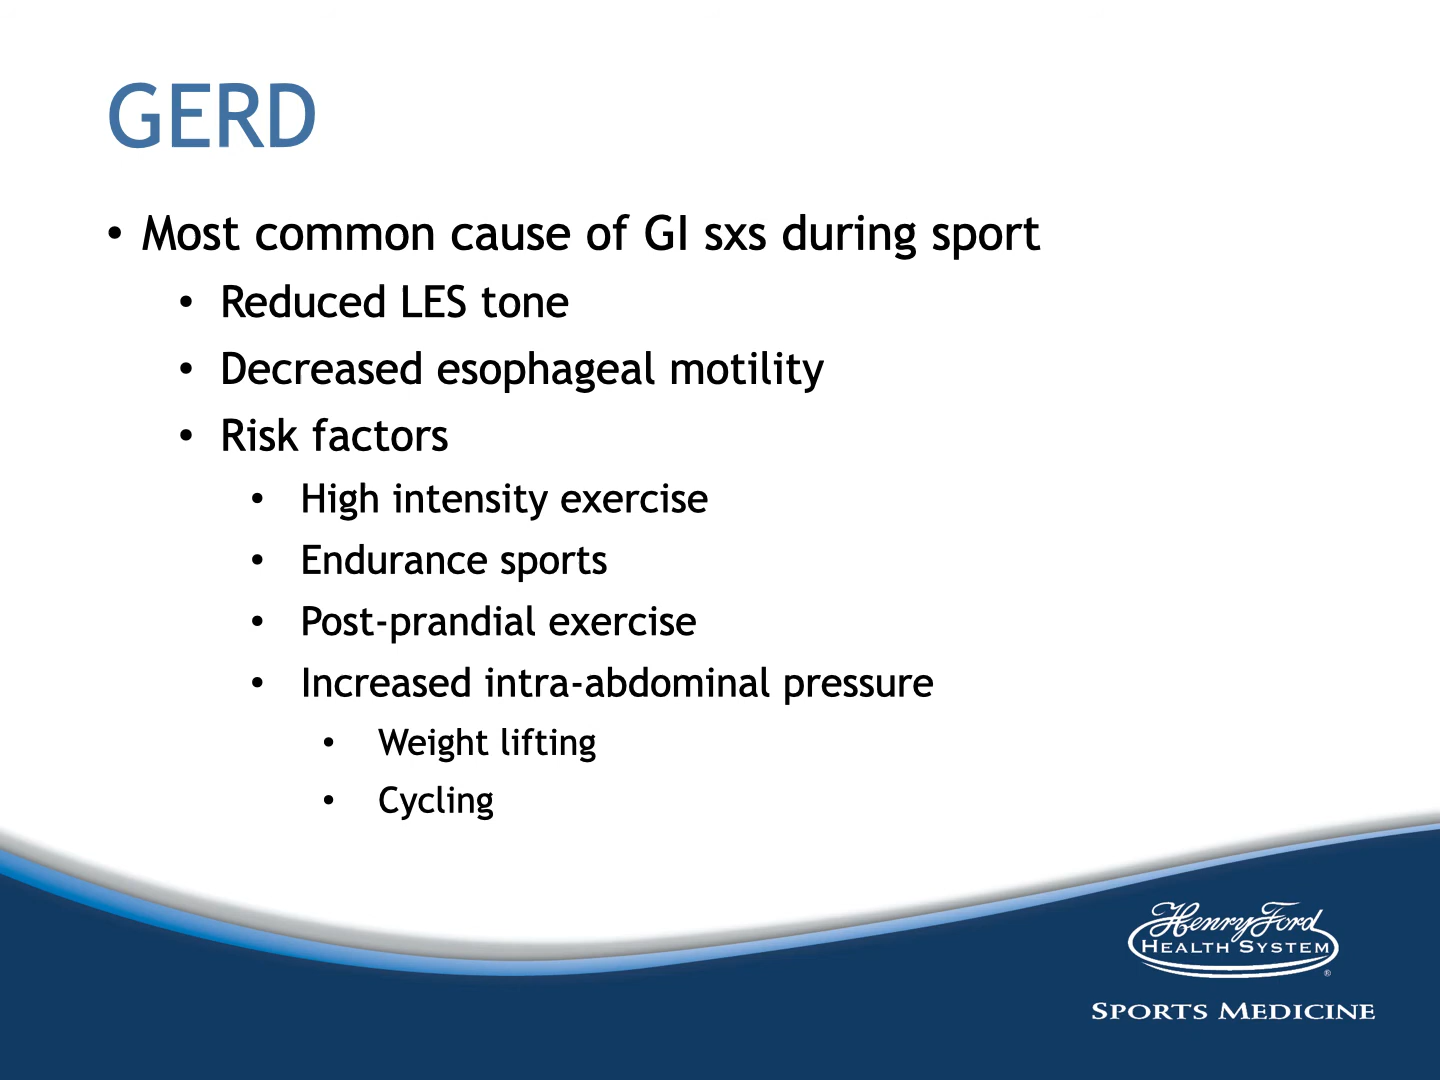 GERD
• Most common cause of GI sxs during sport
• Reduced LES tone
• Decreased esophageal motility
• Risk factors
• High intensity exercise
• Endurance sports
• Post-prandial exercise
• Increased intra-abdominal pressure
• Weight lifting
• Cycling
Henry Ford
HEALTH SYSTEM
®
SPORTS MEDICINE